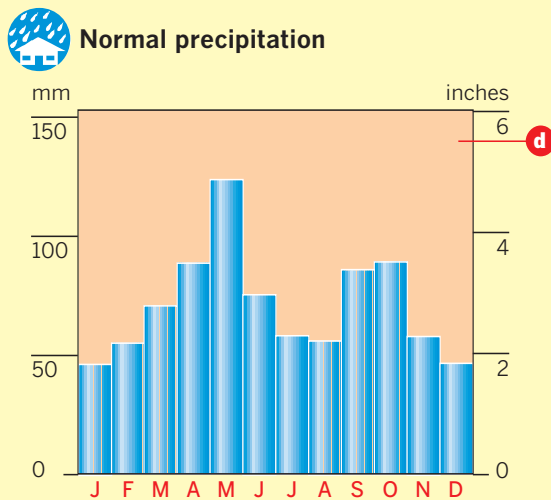 Normal precipitation
mm inches
150 6
d
100 4
50 2
0 0
J F M A M J J A S O N D